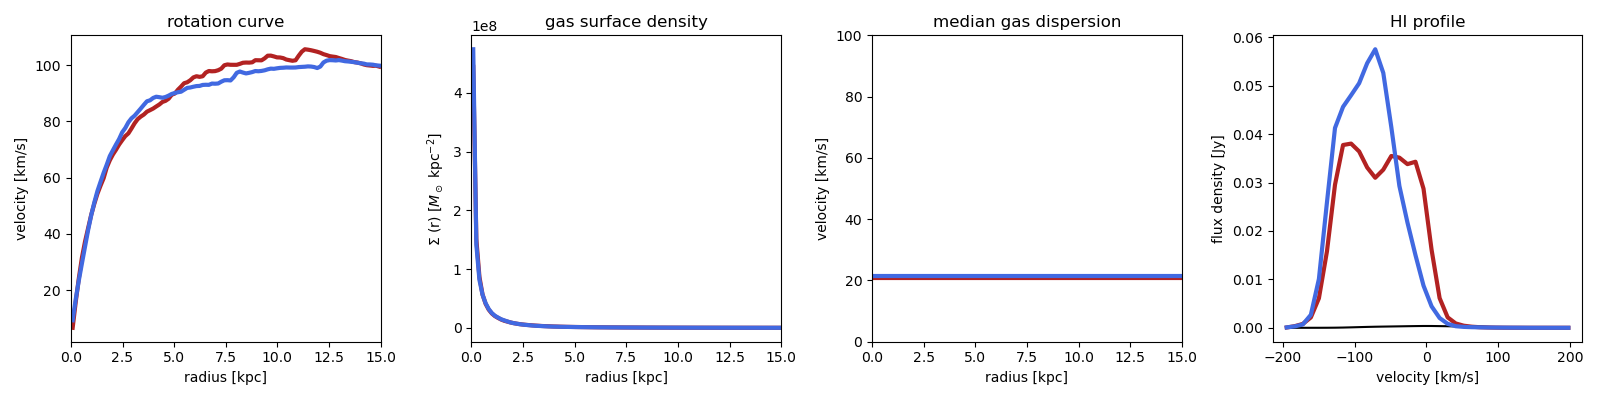 rotation curve
velocity [km/s]
100
80
60
40
20
0.0 2.5 5.0 7.5 10.0 12.5 15.0
radius [kpc]
gas surface density
1e8
Σ (r) [M⊙ kpc⁻²]
4
3
2
1
0
0.0 2.5 5.0 7.5 10.0 12.5 15.0
radius [kpc]
median gas dispersion
velocity [km/s]
100
80
60
40
20
0
0.0 2.5 5.0 7.5 10.0 12.5 15.0
radius [kpc]
HI profile
flux density [Jy]
0.06
0.05
0.04
0.03
0.02
0.01
0.00
−200 −100 0 100 200
velocity [km/s]